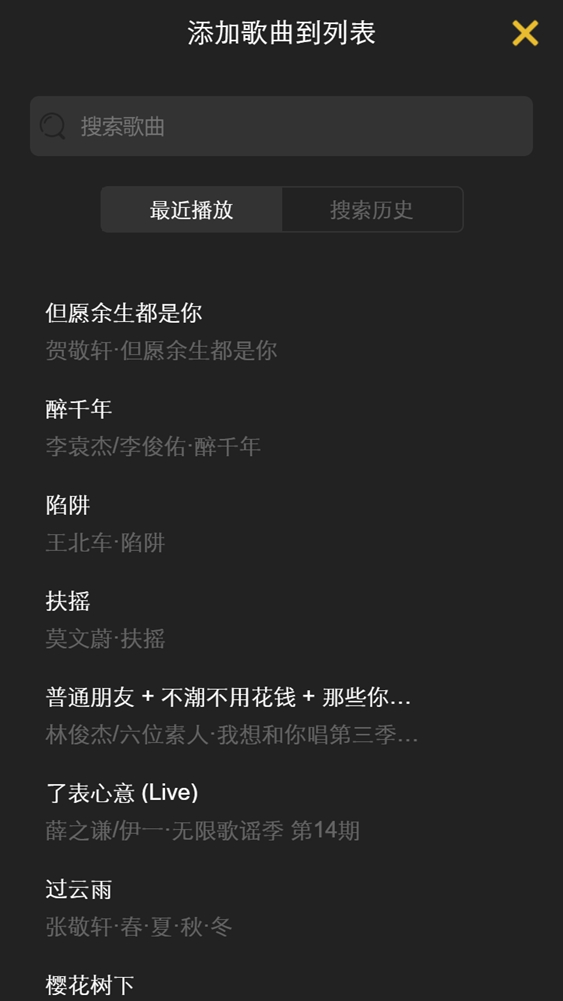 添加歌曲到列表
搜索歌曲
最近播放
搜索历史
但愿余生都是你
贺敬轩·但愿余生都是你
醉千年
李袁杰/李俊佑·醉千年
陷阱
王北车·陷阱
扶摇
莫文蔚·扶摇
普通朋友 + 不潮不用花钱 + 那些你...
林俊杰/六位素人·我想和你唱第三季...
了表心意 (Live)
薛之谦/伊一·无限歌谣季 第14期
过云雨
张敬轩·春·夏·秋·冬
樱花树下